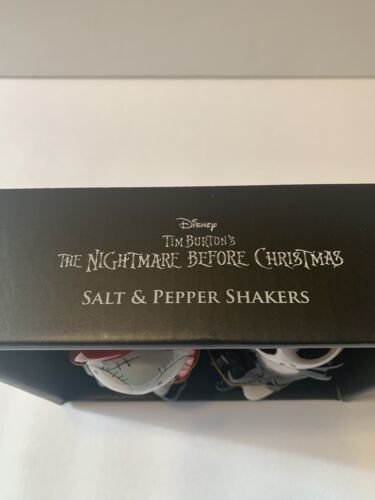 Disney
Tim Burton's
The Nightmare Before Christmas
Salt & Pepper Shakers